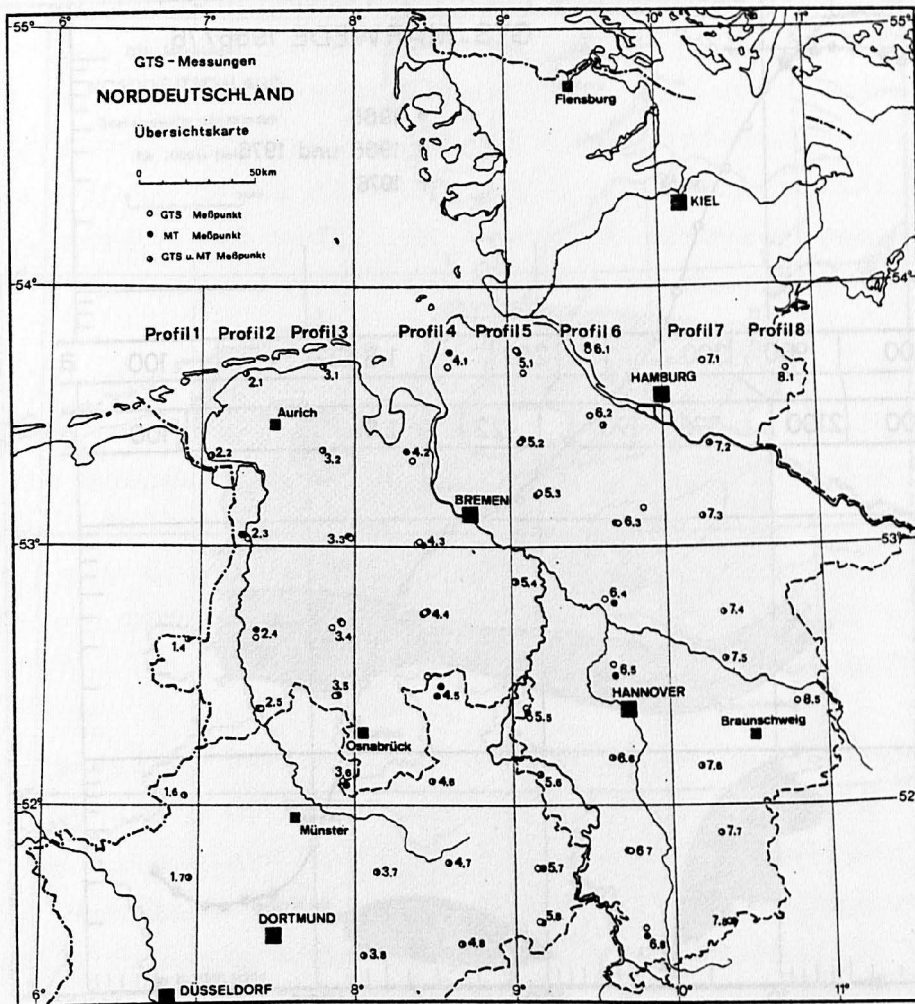 55° 7° 8° 9° 10° 11° 55°
GTS - Messungen
NORDDEUTSCHLAND
Übersichtskarte
0 50km
○ GTS Meßpunkt
● MT Meßpunkt
GTS u. MT Meßpunkt
Flensburg
KIEL
54° 54°
Profil 1 Profil 2 Profil 3 Profil 4 Profil 5 Profil 6 Profil 7 Profil 8
2.1 3.1 4.1 5.1 6.1 7.1 8.1
HAMBURG
Aurich
6.2
2.2 3.2 4.2 5.2 7.2
5.3
BREMEN
6.3 7.3
2.3 3.3 4.3
53° 53°
5.4
6.4 7.4
4.4
1.4 2.4 3.4
7.5
6.5
3.5 4.5
HANNOVER
2.5 5.5 8.5
Osnabrück Braunschweig
6.6 7.6
3.6 4.6 5.6
1.6
52° 52°
Münster
7.7
6.7
4.7 5.7
1.7 3.7
5.8 7.8
DORTMUND
4.8 6.8
3.8
DÜSSELDORF
6° 7° 8° 9° 10° 11°